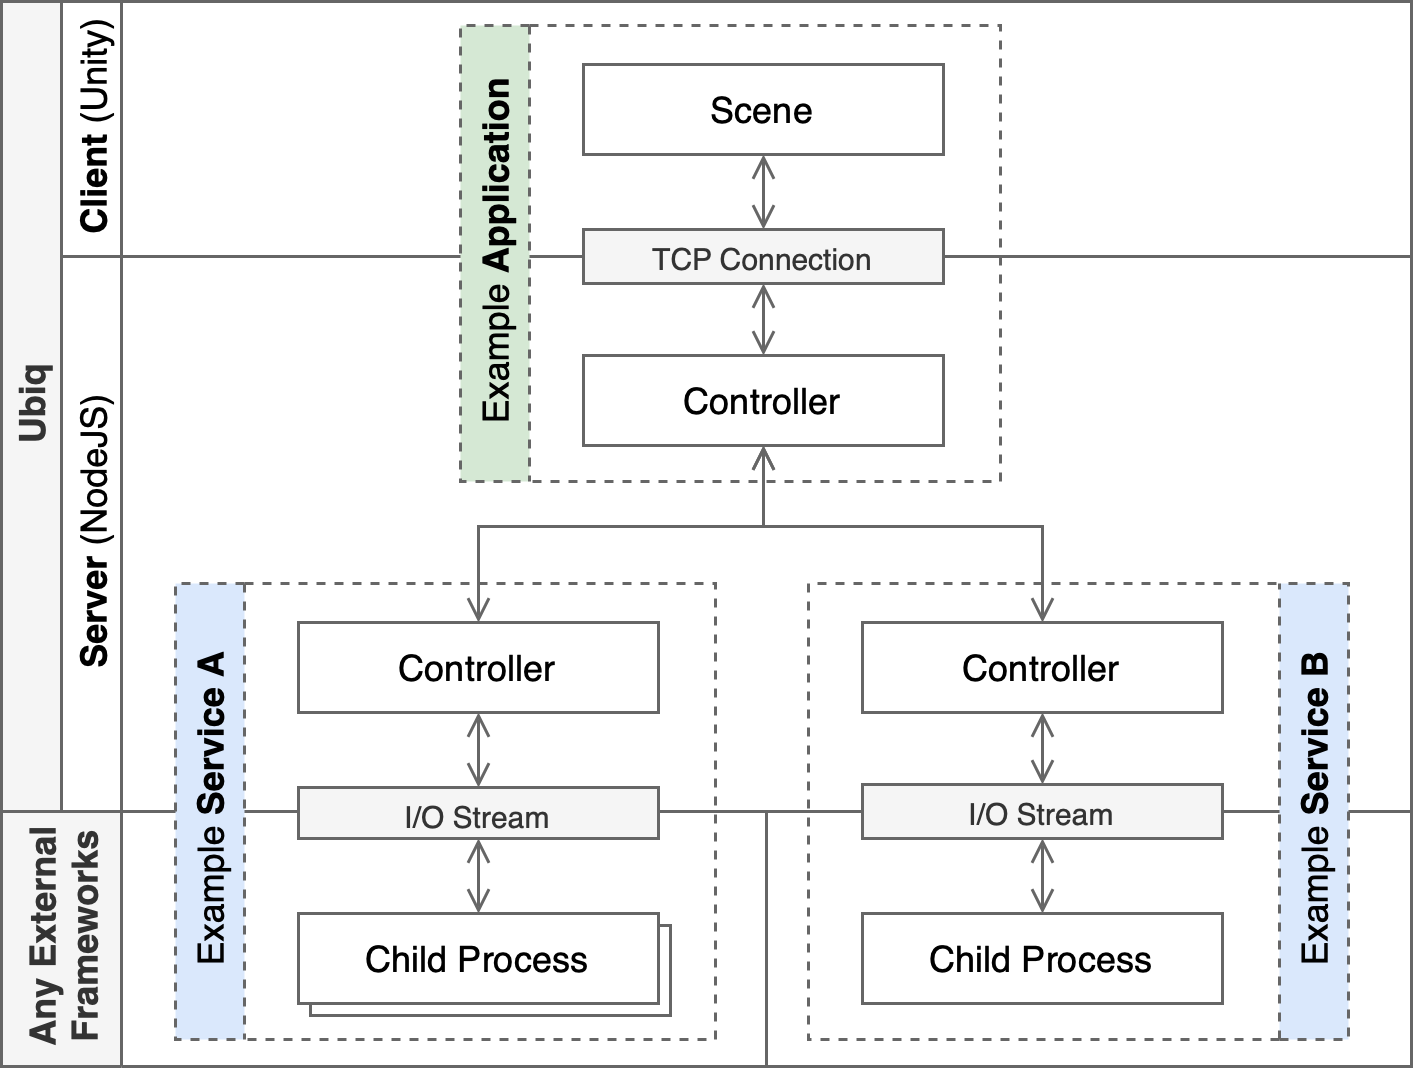 Ubiq
Client (Unity)
Server (NodeJS)
Any External
Frameworks
Example Application
Scene
TCP Connection
Controller
Example Service A
Controller
I/O Stream
Child Process
Example Service B
Controller
I/O Stream
Child Process